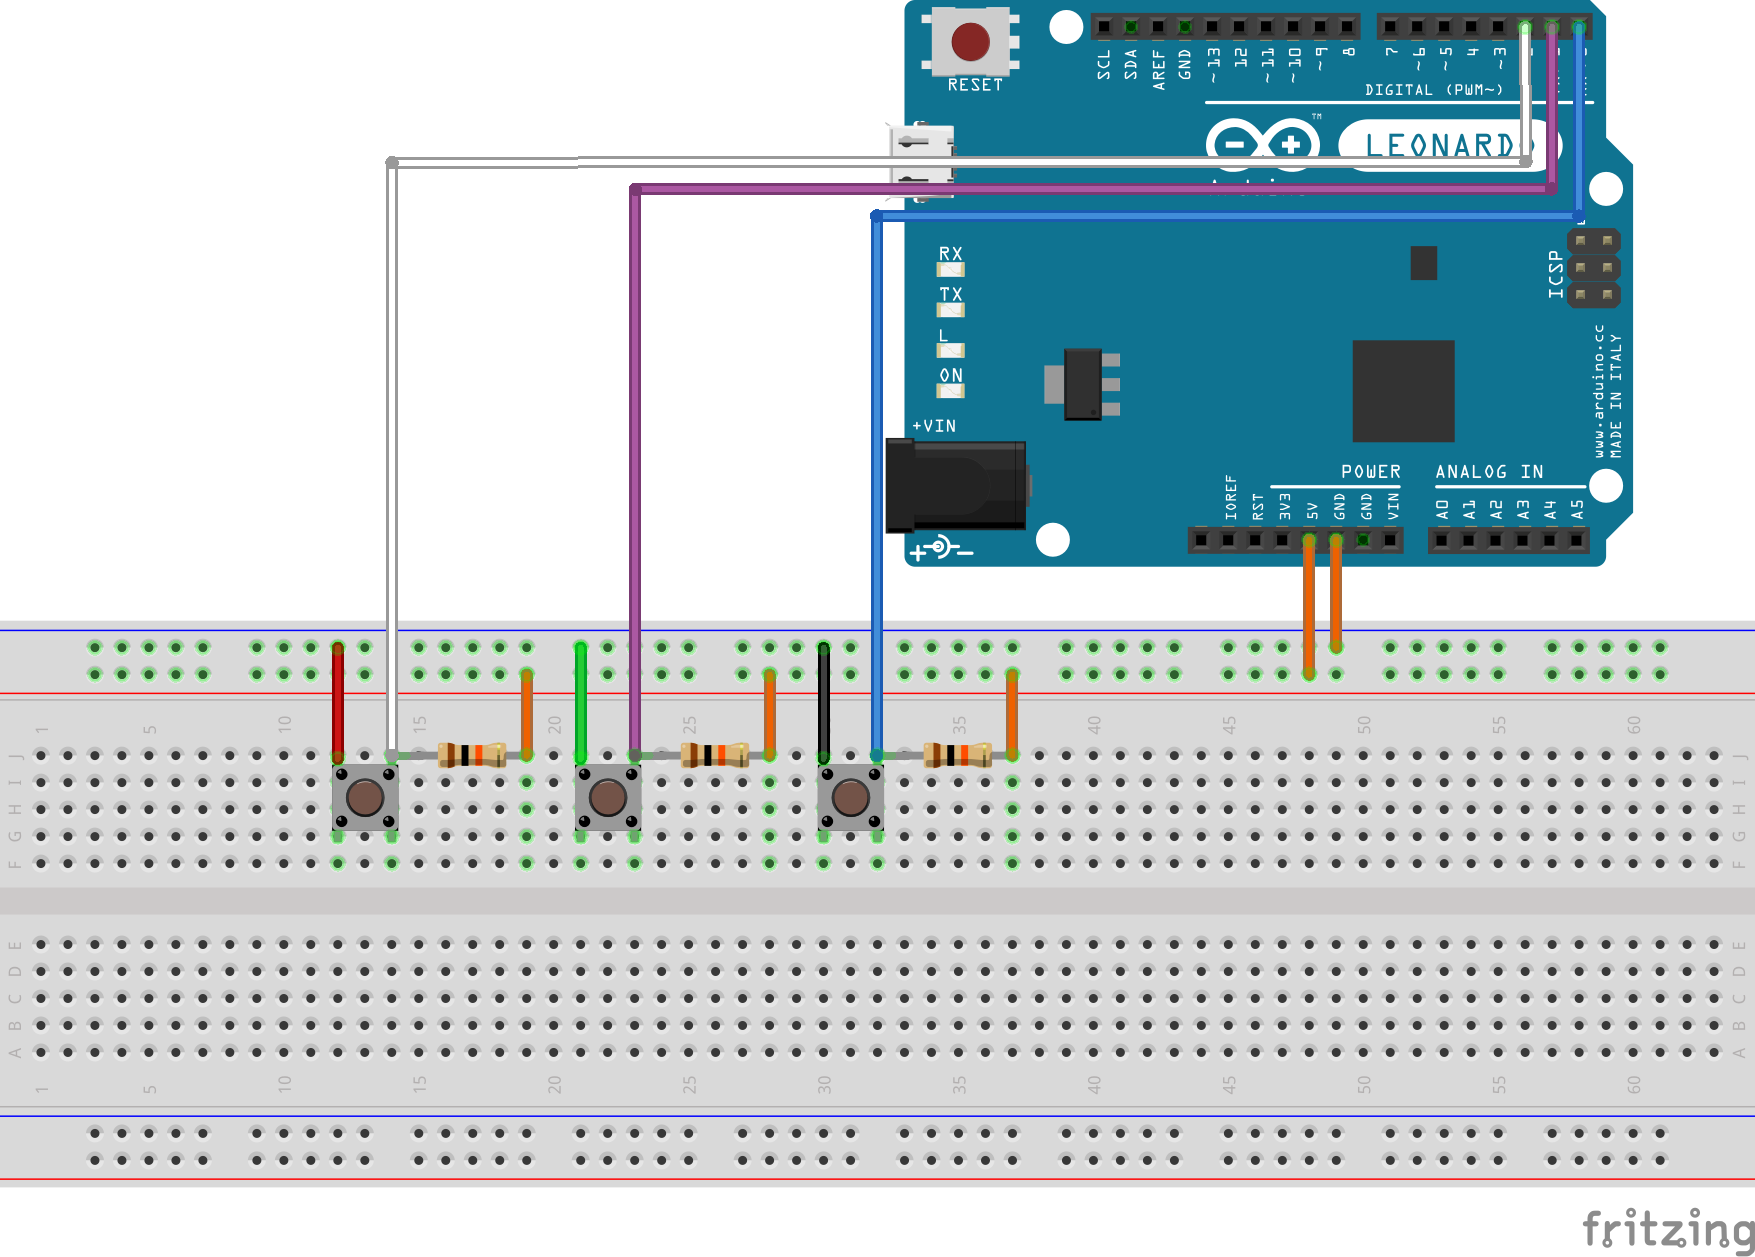 RESET
SCL SDA AREF GND ~13 12 ~11 ~10 ~9 8 7 ~6 ~5 4 ~3
DIGITAL (PWM~)
TM
LEONARD
RX
TX
L
ON
+VIN
ICSP
www.arduino.cc
MADE IN ITALY
POWER
ANALOG IN
IOREF RST 3V3 5V GND GND VIN A0 A1 A2 A3 A4 A5
+ -
1 5 10 15 20 25 30 35 40 45 50 55 60
J J
I I
H H
G G
F F
E E
D D
C C
B B
A A
1 5 10 15 20 25 30 35 40 45 50 55 60
fritzing